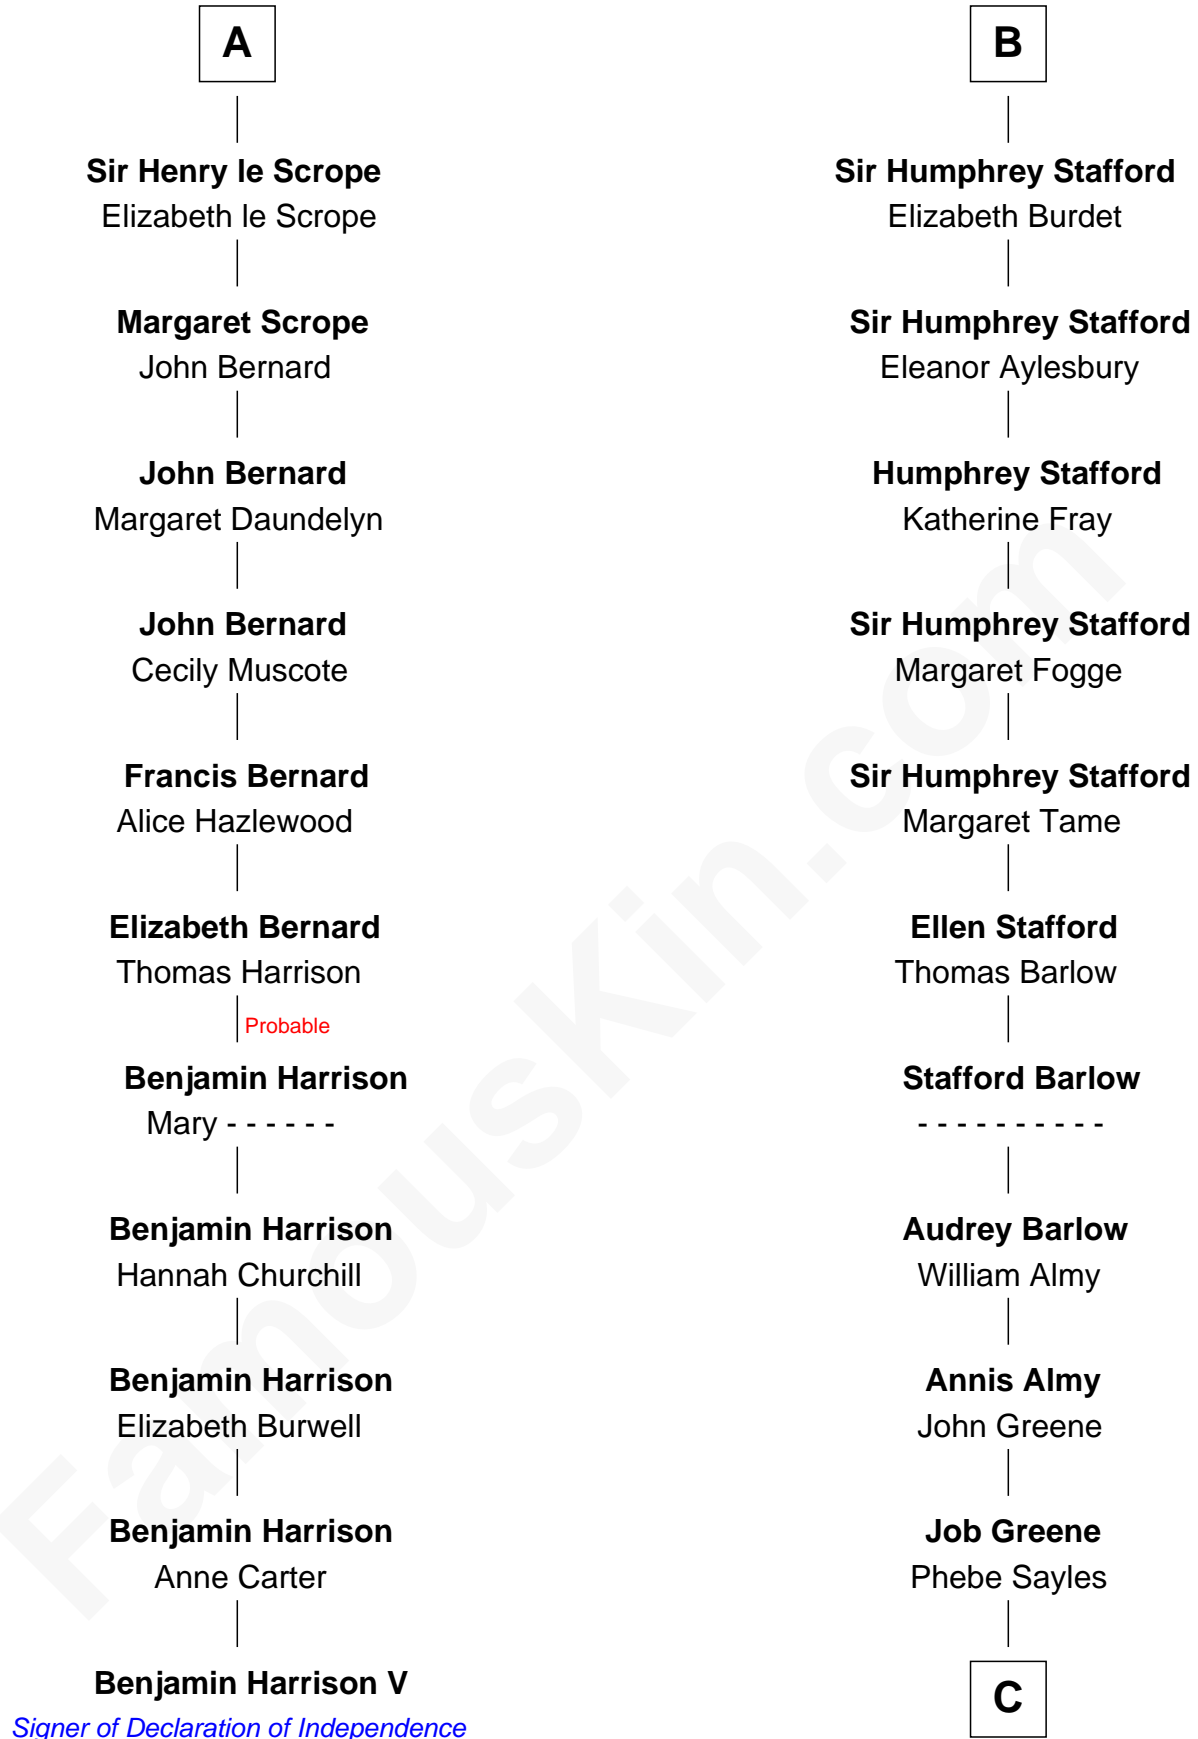 A
Sir Henry le Scrope
Elizabeth le Scrope
Margaret Scrope
John Bernard
John Bernard
Margaret Daundelyn
John Bernard
Cecily Muscote
Francis Bernard
Alice Hazlewood
Elizabeth Bernard
Thomas Harrison
Probable
Benjamin Harrison
Mary - - - - - -
Benjamin Harrison
Hannah Churchill
Benjamin Harrison
Elizabeth Burwell
Benjamin Harrison
Anne Carter
Benjamin Harrison V
Signer of Declaration of Independence
B
Sir Humphrey Stafford
Elizabeth Burdet
Sir Humphrey Stafford
Eleanor Aylesbury
Humphrey Stafford
Katherine Fray
Sir Humphrey Stafford
Margaret Fogge
Sir Humphrey Stafford
Margaret Tame
Ellen Stafford
Thomas Barlow
Stafford Barlow
- - - - - - - - - -
Audrey Barlow
William Almy
Annis Almy
John Greene
Job Greene
Phebe Sayles
C
FamousKin.com